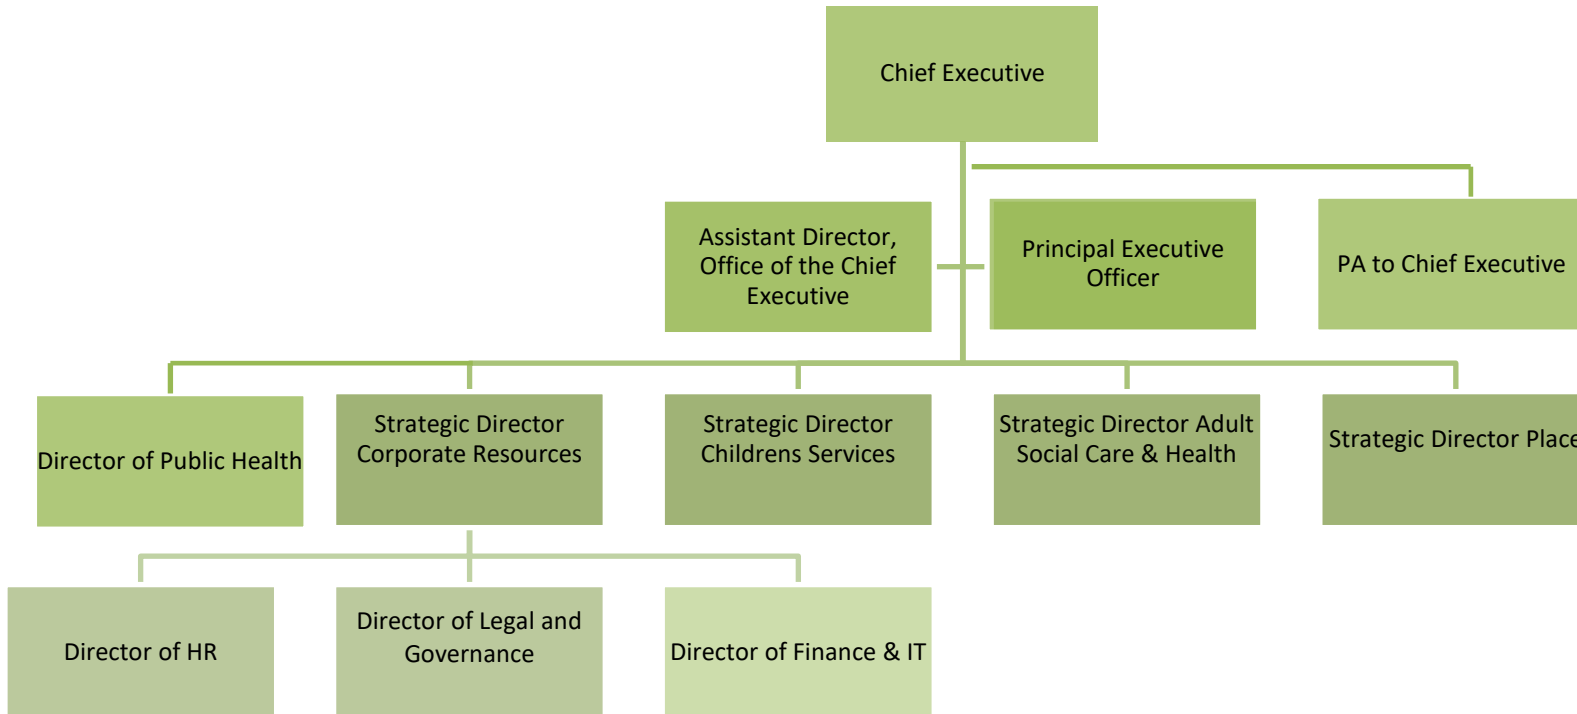 Chief Executive
Assistant Director,
Office of the Chief
Executive
Principal Executive
Officer
PA to Chief Executive
Director of Public Health
Strategic Director
Corporate Resources
Strategic Director
Childrens Services
Strategic Director Adult
Social Care & Health
Strategic Director Place
Director of HR
Director of Legal and
Governance
Director of Finance & IT